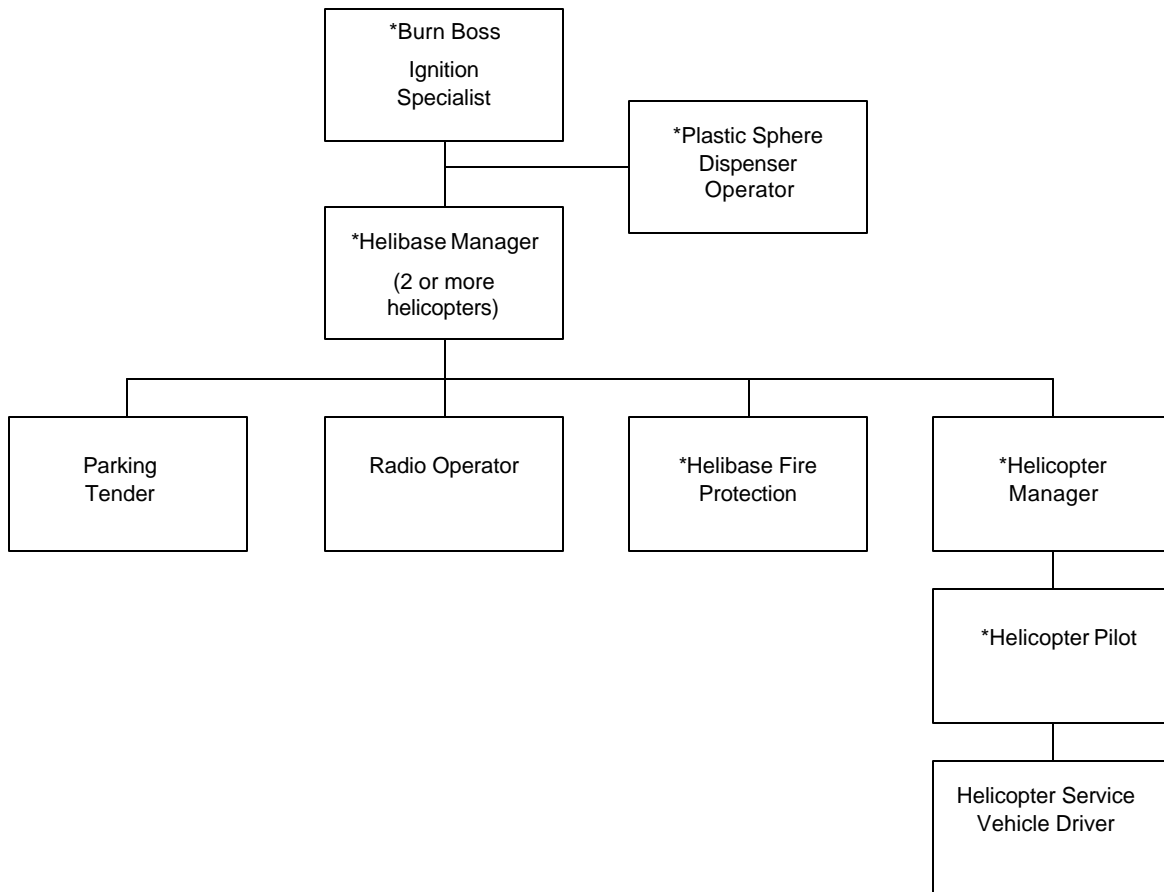 *Burn Boss
Ignition
Specialist
*Plastic Sphere
Dispenser
Operator
*Helibase Manager
(2 or more
helicopters)
Parking
Tender
Radio Operator
*Helibase Fire
Protection
*Helicopter
Manager
*Helicopter Pilot
Helicopter Service
Vehicle Driver